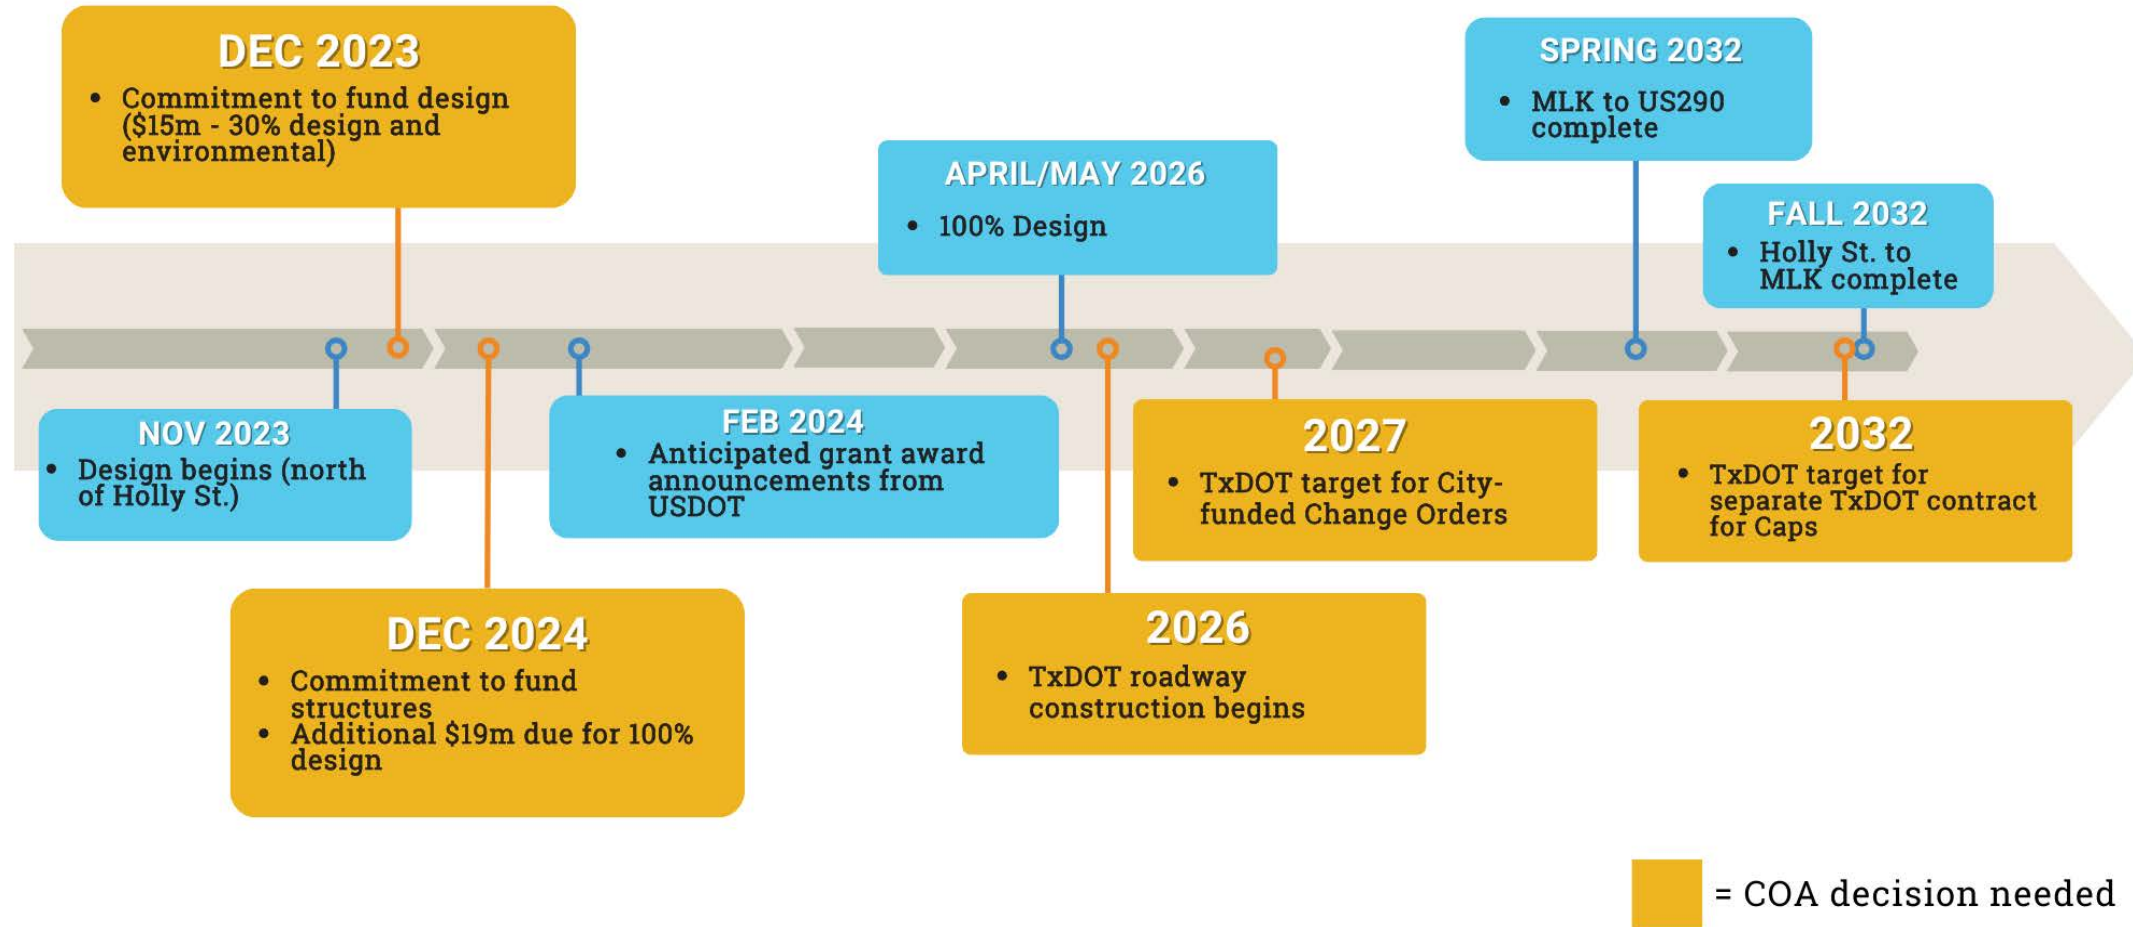 DEC 2023
• Commitment to fund design
($15m - 30% design and
environmental)
SPRING 2032
• MLK to US290
complete
APRIL/MAY 2026
• 100% Design
FALL 2032
• Holly St. to
MLK complete
NOV 2023
• Design begins (north
of Holly St.)
FEB 2024
• Anticipated grant award
announcements from
USDOT
2027
• TxDOT target for City-
funded Change Orders
2032
• TxDOT target for
separate TxDOT contract
for Caps
DEC 2024
• Commitment to fund
structures
• Additional $19m due for 100%
design
2026
• TxDOT roadway
construction begins
= COA decision needed